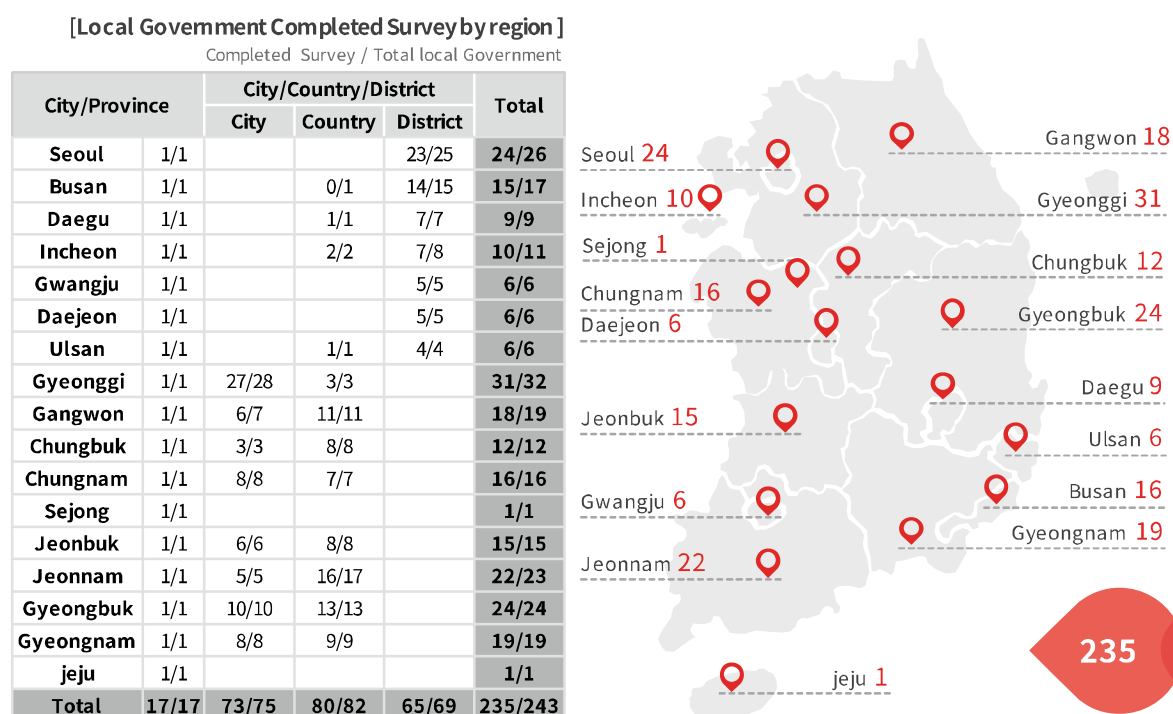 [Local Government Completed Survey by region]
Completed Survey / Total local Government
City/Province City/Country/District Total
City Country District
Seoul 1/1 23/25 24/26
Busan 1/1 0/1 14/15 15/17
Daegu 1/1 1/1 7/7 9/9
Incheon 1/1 2/2 7/8 10/11
Gwangju 1/1 5/5 6/6
Daejeon 1/1 5/5 6/6
Ulsan 1/1 1/1 4/4 6/6
Gyeonggi 1/1 27/28 3/3 31/32
Gangwon 1/1 6/7 11/11 18/19
Chungbuk 1/1 3/3 8/8 12/12
Chungnam 1/1 8/8 7/7 16/16
Sejong 1/1 1/1
Jeonbuk 1/1 6/6 8/8 15/15
Jeonnam 1/1 5/5 16/17 22/23
Gyeongbuk 1/1 10/10 13/13 24/24
Gyeongnam 1/1 8/8 9/9 19/19
jeju 1/1 1/1
Total 17/17 73/75 80/82 65/69 235/243
Seoul 24
Incheon 10
Sejong 1
Chungnam 16
Daejeon 6
Jeonbuk 15
Gwangju 6
Jeonnam 22
Gangwon 18
Gyeonggi 31
Chungbuk 12
Gyeongbuk 24
Daegu 9
Ulsan 6
Busan 16
Gyeongnam 19
jeju 1
235